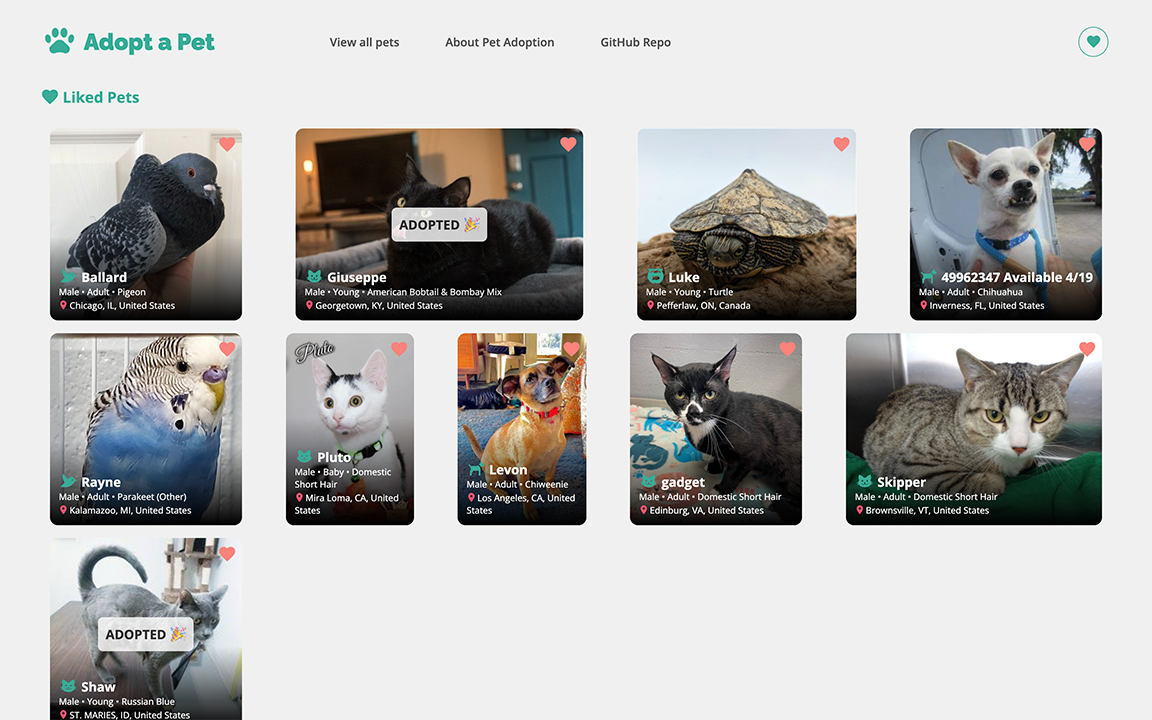 Adopt a Pet
View all pets
About Pet Adoption
GitHub Repo
Liked Pets
Ballard
Male • Adult • Pigeon
Chicago, IL, United States
ADOPTED 🎉
Giuseppe
Male • Young • American Bobtail & Bombay Mix
Georgetown, KY, United States
Luke
Male • Young • Turtle
Pefferlaw, ON, Canada
49962347 Available 4/19
Male • Adult • Chihuahua
Inverness, FL, United States
Rayne
Male • Adult • Parakeet (Other)
Kalamazoo, MI, United States
Pluto
Pluto
Male • Baby • Domestic
Short Hair
Mira Loma, CA, United
States
Levon
Male • Adult • Chiweenie
Los Angeles, CA, United
States
gadget
Male • Adult • Domestic Short Hair
Edinburg, VA, United States
Skipper
Male • Adult • Domestic Short Hair
Brownsville, VT, United States
ADOPTED 🎉
Shaw
Male • Young • Russian Blue
ST. MARIES, ID, United States